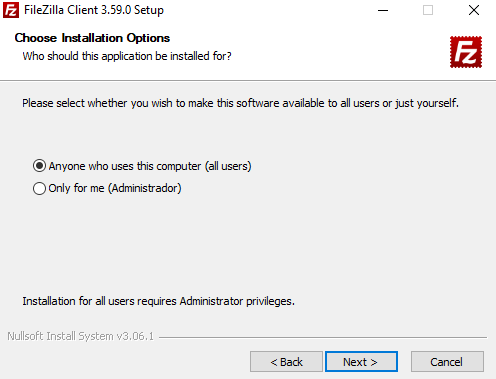 FileZilla Client 3.59.0 Setup
Choose Installation Options
Who should this application be installed for?
Fz
Please select whether you wish to make this software available to all users or just yourself.
Anyone who uses this computer (all users)
Only for me (Administrador)
Installation for all users requires Administrator privileges.
Nullsoft Install System v3.06.1
< Back Next > Cancel